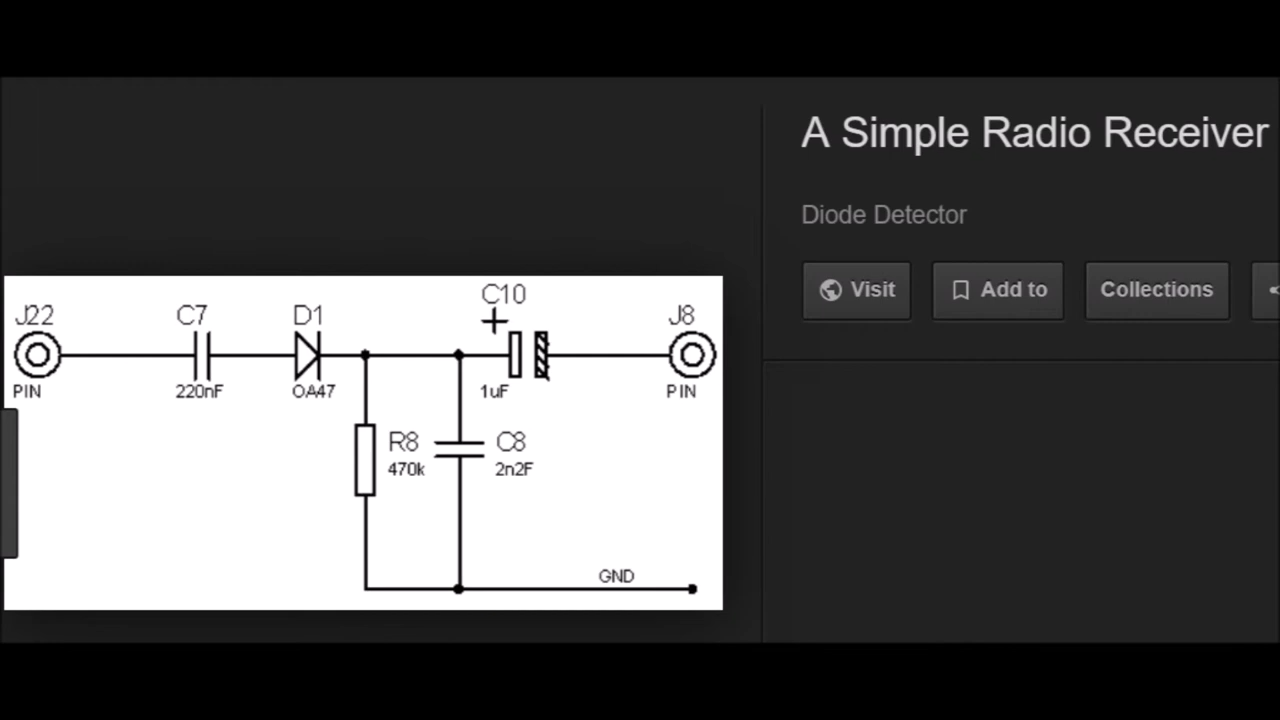 A Simple Radio Receiver
Diode Detector
Visit
Add to
Collections
C10
J22
C7
D1
+
J8
PIN
220nF
OA47
1uF
PIN
R8
C8
470k
2n2F
GND